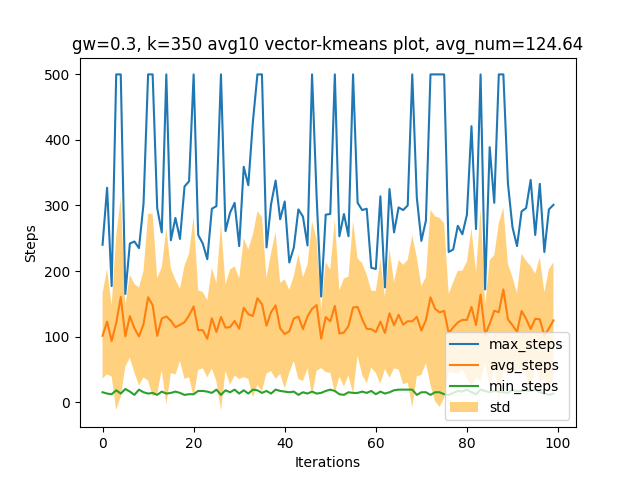 gw=0.3, k=350 avg10 vector-kmeans plot, avg_num=124.64
500
400
300
200
100
0
Steps
max_steps
avg_steps
min_steps
std
0 20 40 60 80 100
Iterations